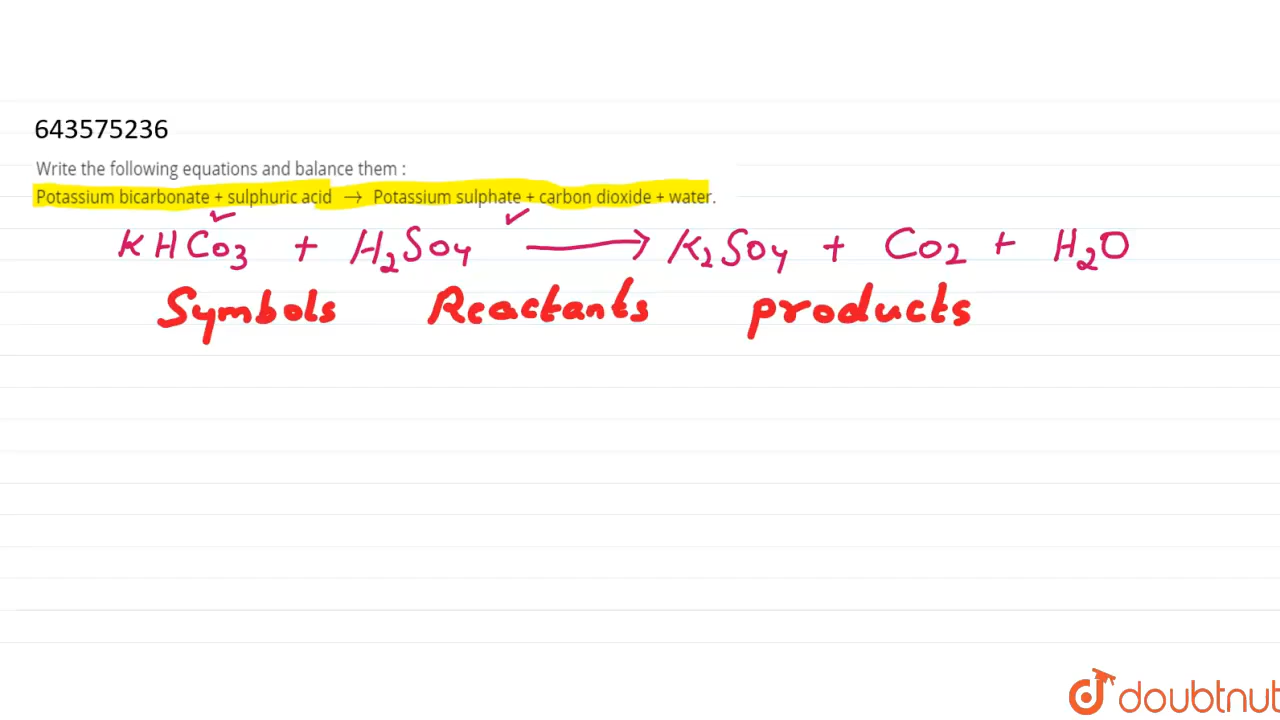 643575236
Write the following equations and balance them :
Potassium bicarbonate + sulphuric acid → Potassium sulphate + carbon dioxide + water.
KHCo3 + H2So4 ⟶ K2So4 + Co2 + H2O
Symbols Reactants products
doubtnut